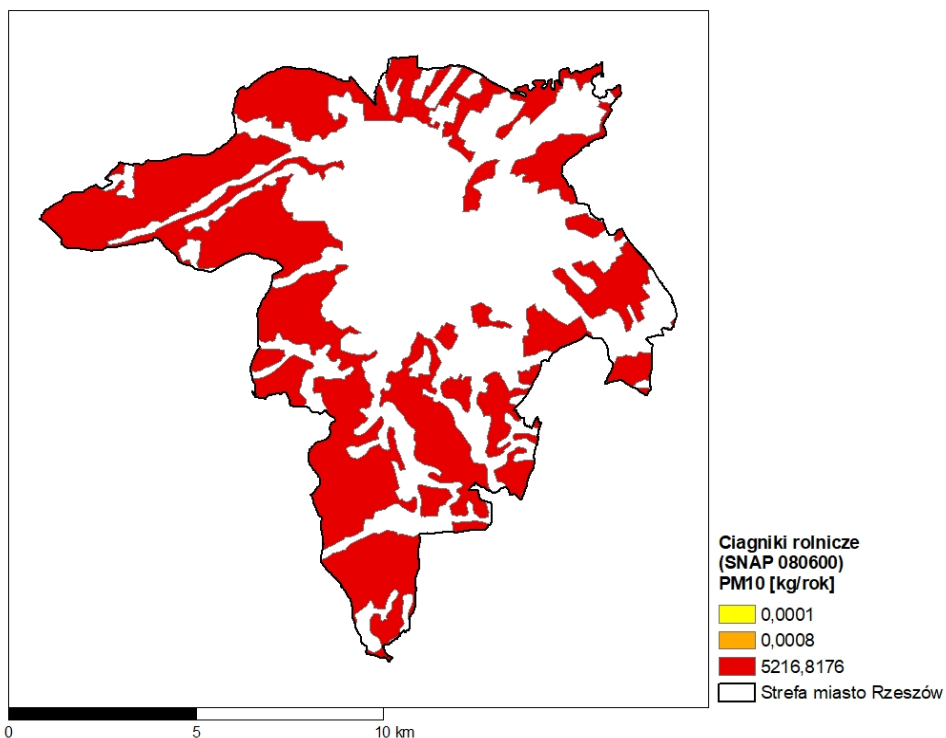 Ciagniki rolnicze
(SNAP 080600)
PM10 [kg/rok]
0,0001
0,0008
5216,8176
Strefa miasto Rzeszów
0 5 10 km